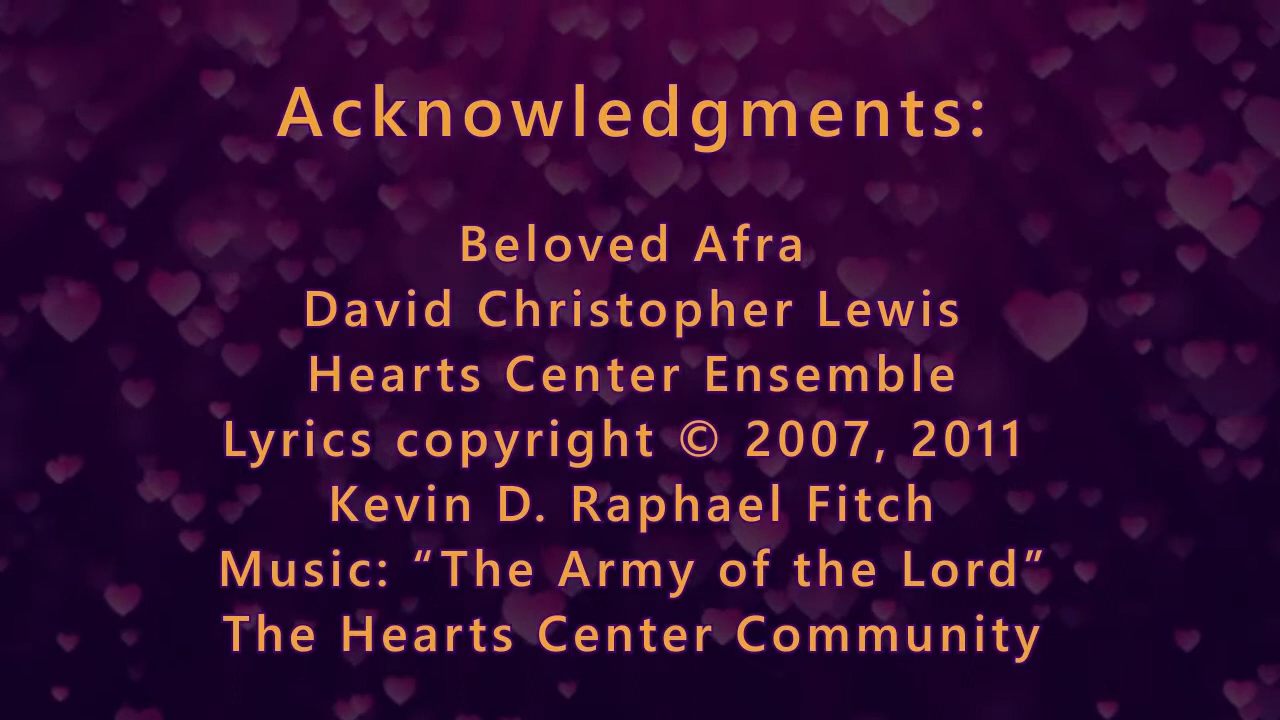 Acknowledgments:
Beloved Afra
David Christopher Lewis
Hearts Center Ensemble
Lyrics copyright © 2007, 2011
Kevin D. Raphael Fitch
Music: “The Army of the Lord”
The Hearts Center Community